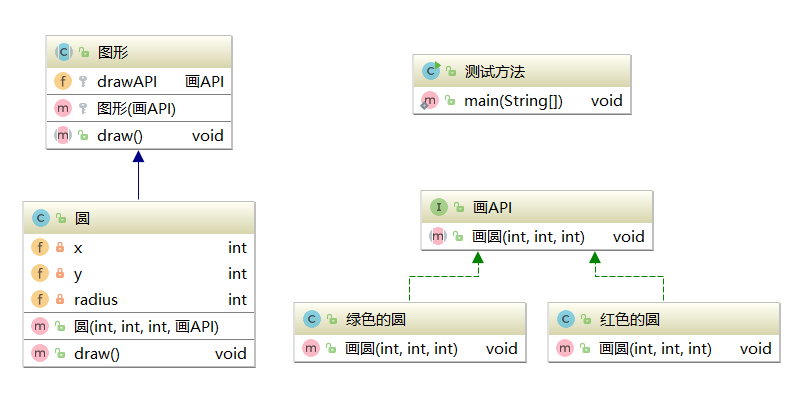 图形
drawAPI 画API
图形(画API)
draw() void
圆
x int
y int
radius int
圆(int, int, int, 画API)
draw() void
测试方法
main(String[]) void
画API
画圆(int, int, int) void
绿色的圆
画圆(int, int, int) void
红色的圆
画圆(int, int, int) void